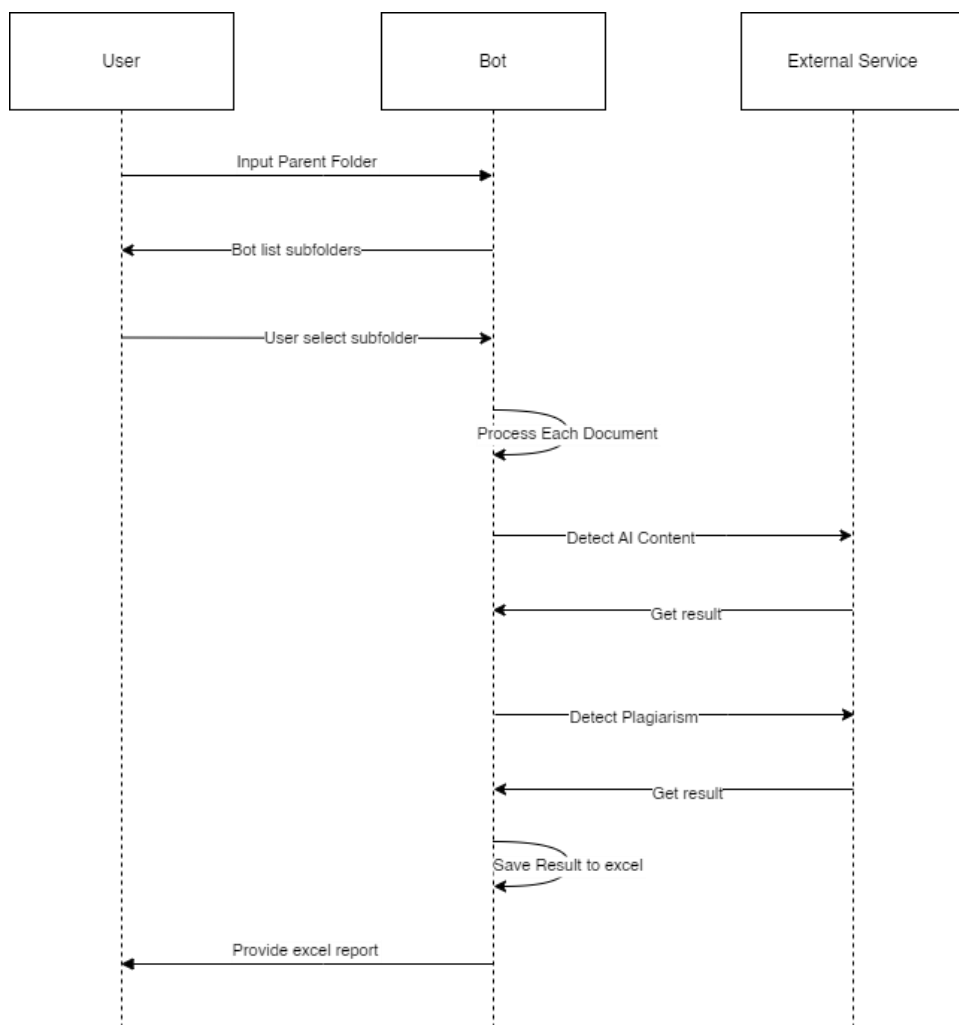 User
Bot
External Service
Input Parent Folder
Bot list subfolders
User select subfolder
Process Each Document
Detect AI Content
Get result
Detect Plagiarism
Get result
Save Result to excel
Provide excel report